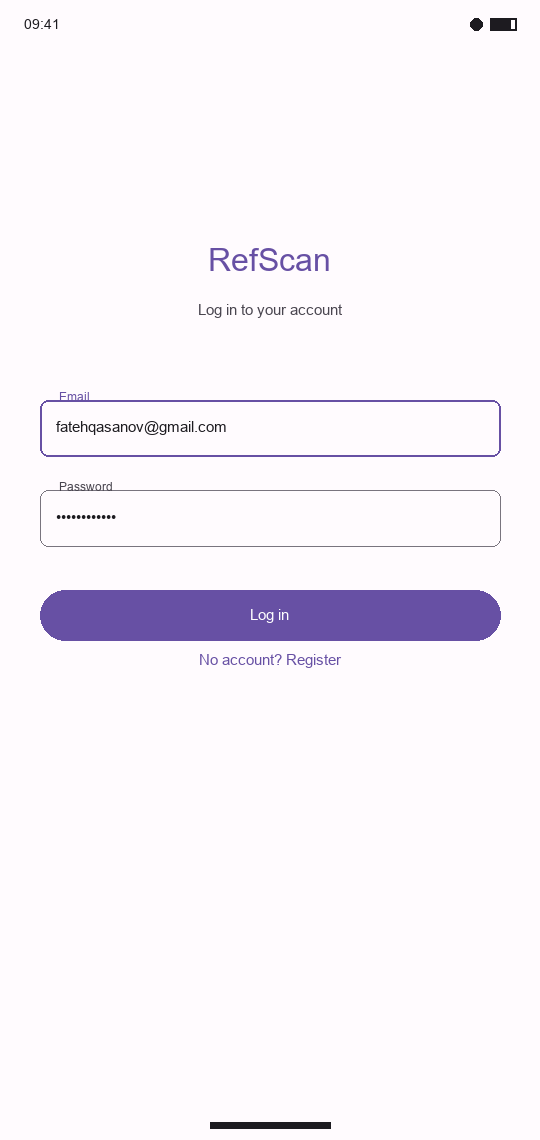 09:41
RefScan
Log in to your account
Email
fatehqasanov@gmail.com
Password
••••••••••••
Log in
No account? Register